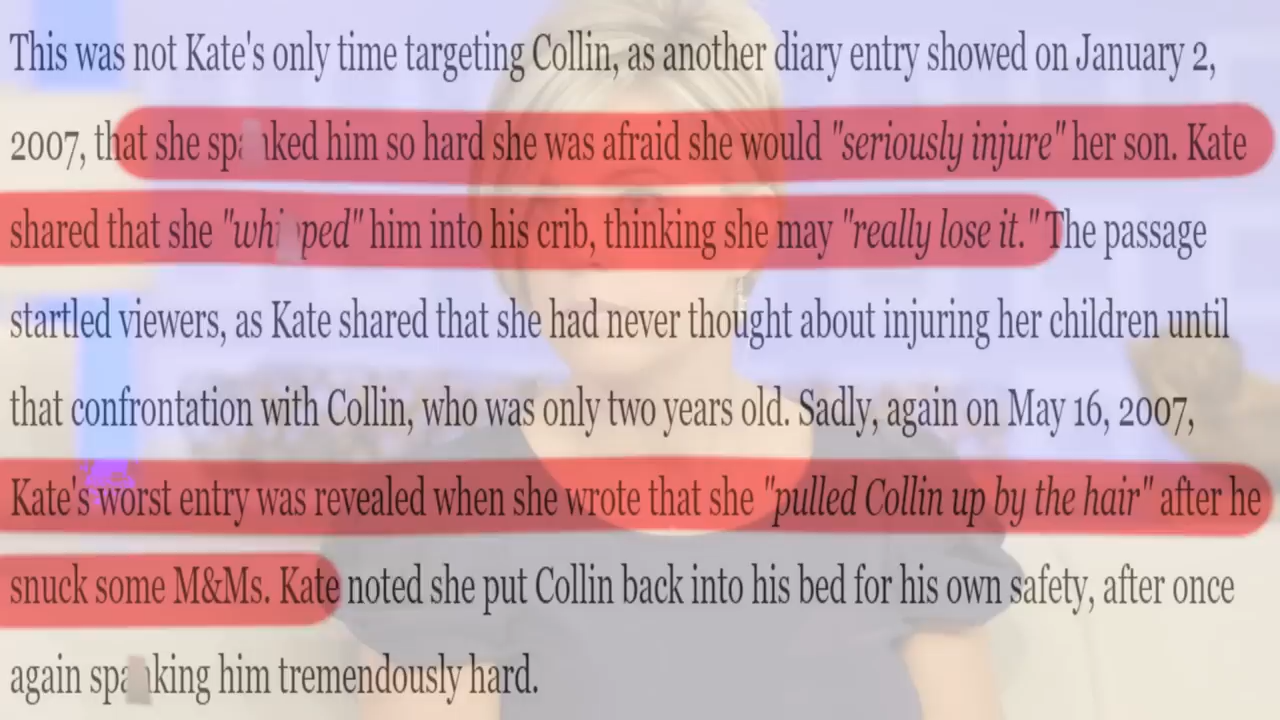 This was not Kate's only time targeting Collin, as another diary entry showed on January 2,
2007, that she spanked him so hard she was afraid she would "seriously injure" her son. Kate
shared that she "whipped" him into his crib, thinking she may "really lose it." The passage
startled viewers, as Kate shared that she had never thought about injuring her children until
that confrontation with Collin, who was only two years old. Sadly, again on May 16, 2007,
Kate's worst entry was revealed when she wrote that she "pulled Collin up by the hair" after he
snuck some M&Ms. Kate noted she put Collin back into his bed for his own safety, after once
again spanking him tremendously hard.